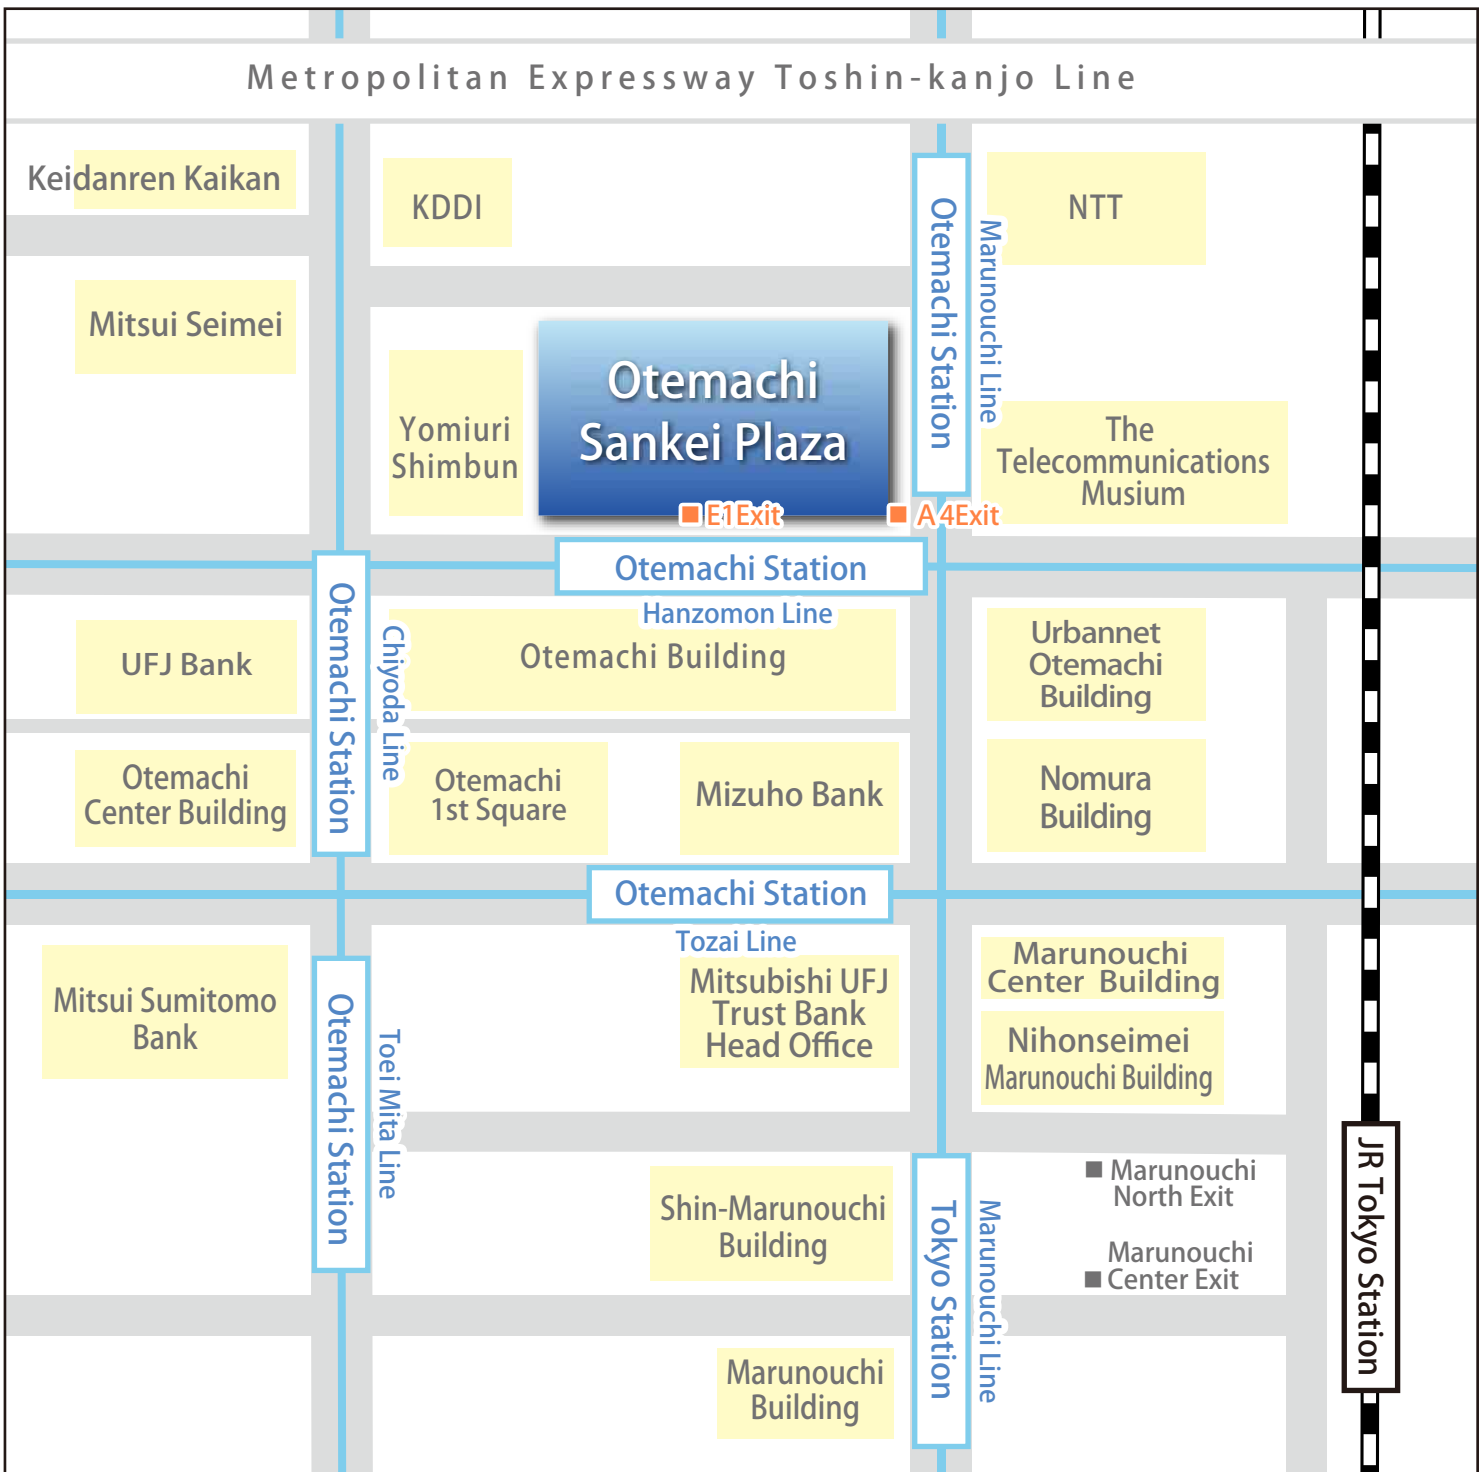 Metropolitan Expressway Toshin-kanjo Line
Keidanren Kaikan
KDDI
Otemachi Station
Marunouchi Line
NTT
Mitsui Seimei
Yomiuri
Shimbun
Otemachi
Sankei Plaza
The
Telecommunications
Musium
E1Exit
A4Exit
Otemachi Station
Hanzomon Line
Otemachi Station
Chiyoda Line
UFJ Bank
Otemachi Building
Urbannet
Otemachi
Building
Otemachi
Center Building
Otemachi
1st Square
Mizuho Bank
Nomura
Building
Otemachi Station
Tozai Line
Mitsui Sumitomo
Bank
Otemachi Station
Toei Mita Line
Mitsubishi UFJ
Trust Bank
Head Office
Marunouchi
Center Building
Nihonseimei
Marunouchi Building
Shin-Marunouchi
Building
Tokyo Station
Marunouchi Line
Marunouchi
North Exit
Marunouchi
Center Exit
JR Tokyo Station
Marunouchi
Building